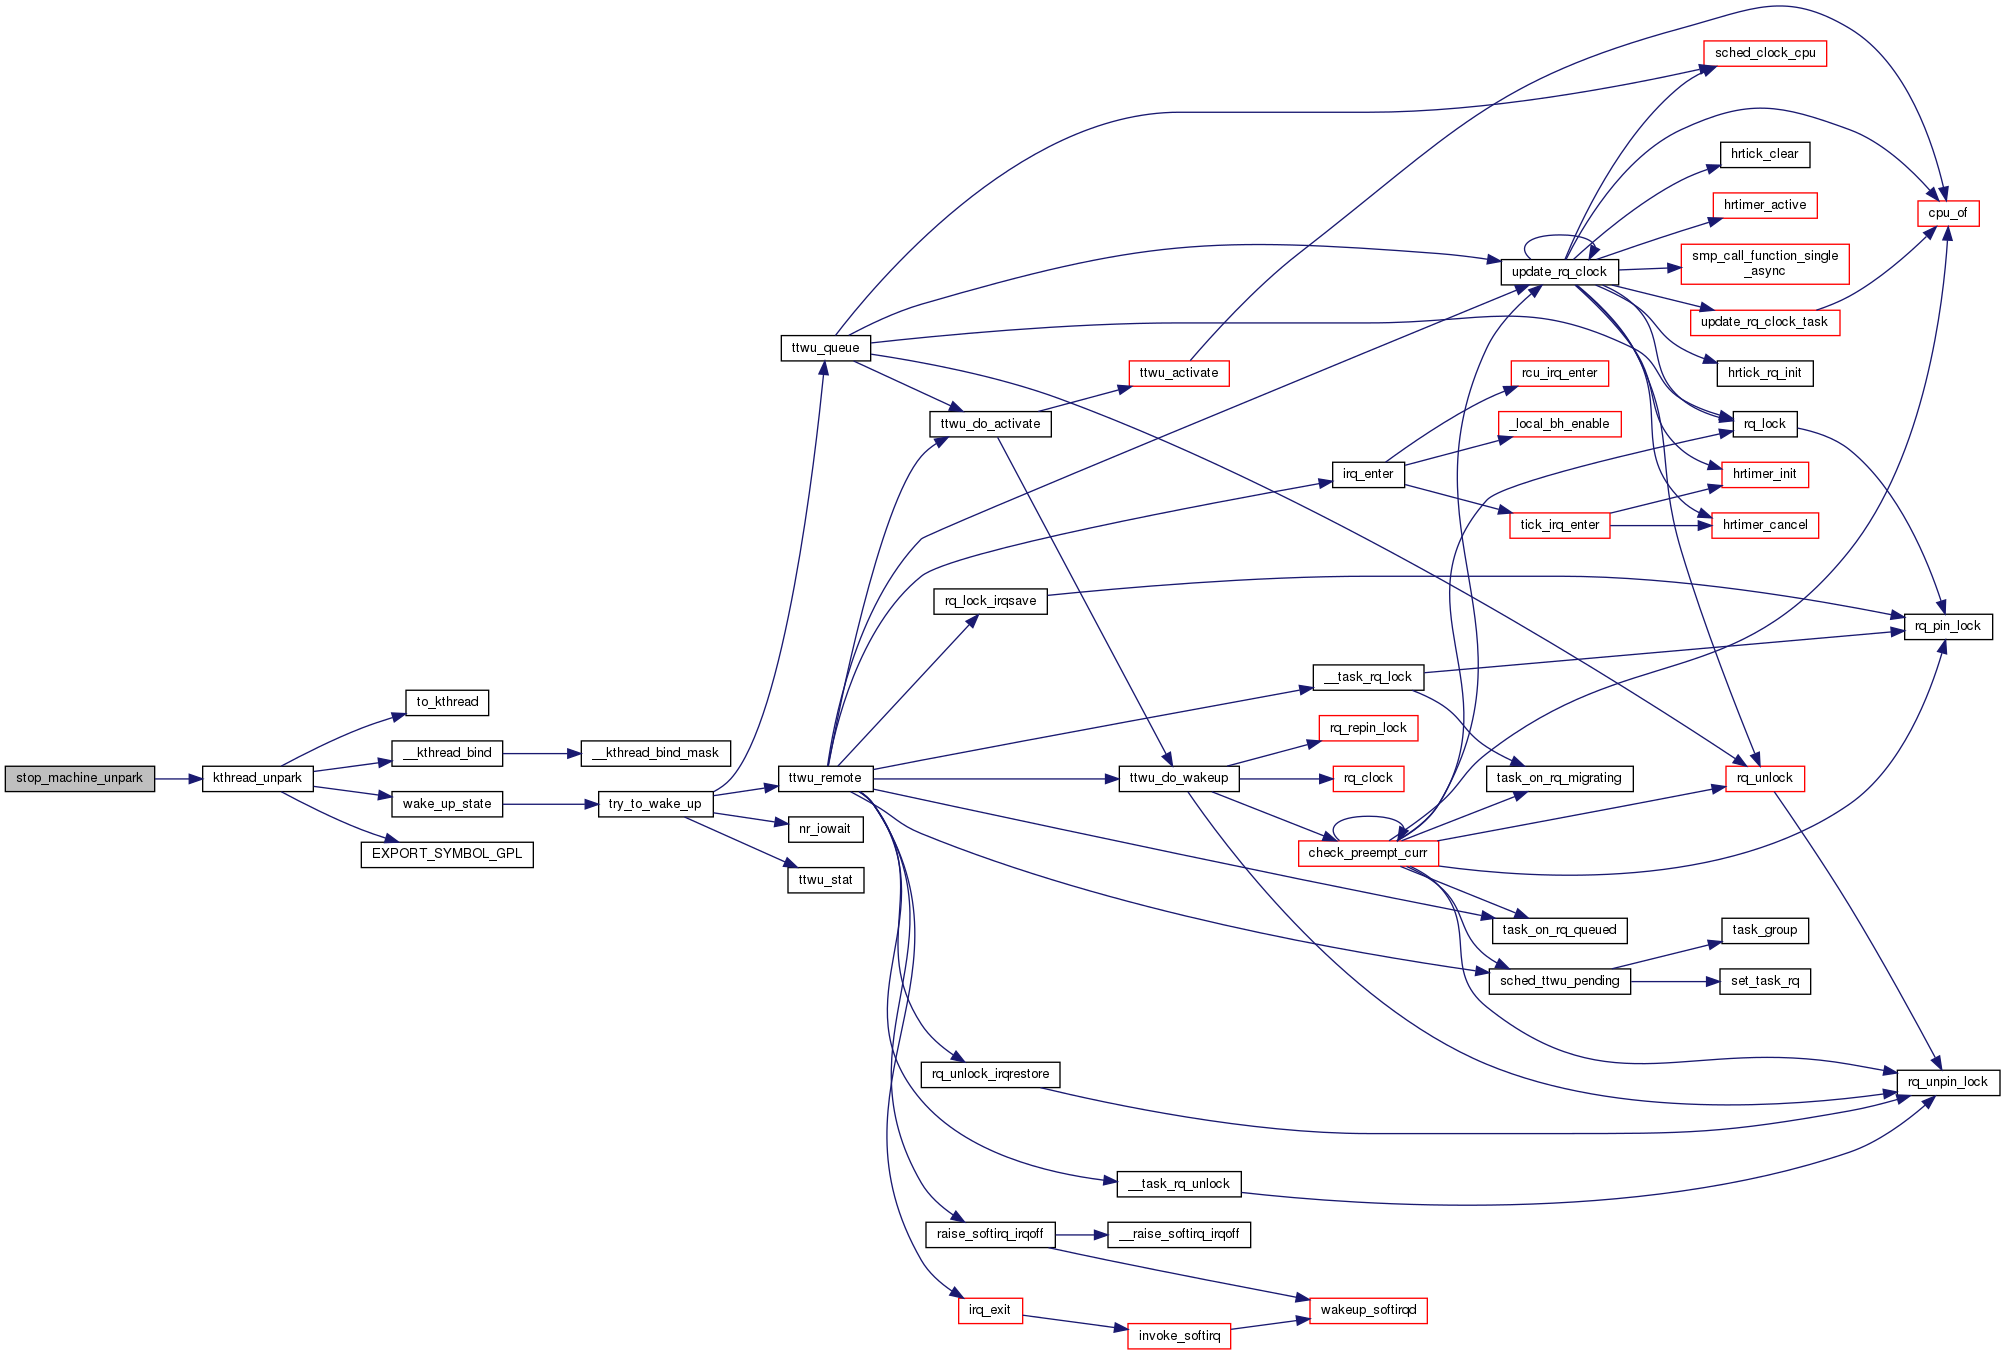 stop_machine_unpark
kthread_unpark
to_kthread
__kthread_bind
wake_up_state
EXPORT_SYMBOL_GPL
__kthread_bind_mask
try_to_wake_up
ttwu_queue
ttwu_remote
nr_iowait
ttwu_stat
ttwu_do_activate
rq_lock_irqsave
rq_unlock_irqrestore
raise_softirq_irqoff
irq_exit
ttwu_activate
ttwu_do_wakeup
__task_rq_unlock
__raise_softirq_irqoff
invoke_softirq
irq_enter
__task_rq_lock
rq_repin_lock
rq_clock
check_preempt_curr
wakeup_softirqd
update_rq_clock
rcu_irq_enter
_local_bh_enable
tick_irq_enter
task_on_rq_migrating
task_on_rq_queued
sched_ttwu_pending
sched_clock_cpu
hrtick_clear
hrtimer_active
smp_call_function_single
_async
update_rq_clock_task
hrtick_rq_init
rq_lock
hrtimer_init
hrtimer_cancel
rq_unlock
task_group
set_task_rq
cpu_of
rq_pin_lock
rq_unpin_lock